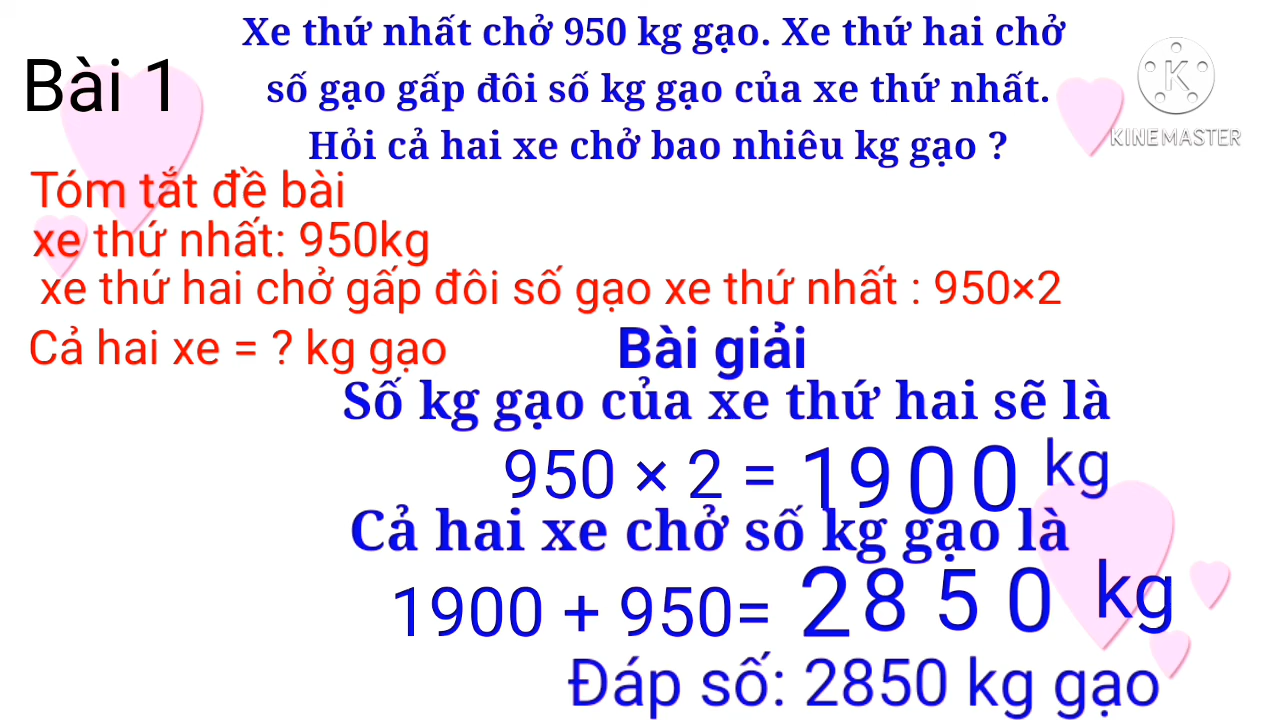 Xe thứ nhất chở 950 kg gạo. Xe thứ hai chở
số gạo gấp đôi số kg gạo của xe thứ nhất.
Hỏi cả hai xe chở bao nhiêu kg gạo ?
Bài 1
K
KINEMASTER
Tóm tắt đề bài
xe thứ nhất: 950kg
xe thứ hai chở gấp đôi số gạo xe thứ nhất : 950×2
Cả hai xe = ? kg gạo
Bài giải
Số kg gạo của xe thứ hai sẽ là
950 × 2 = 1900 kg
Cả hai xe chở số kg gạo là
1900 + 950= 2850 kg
Đáp số: 2850 kg gạo